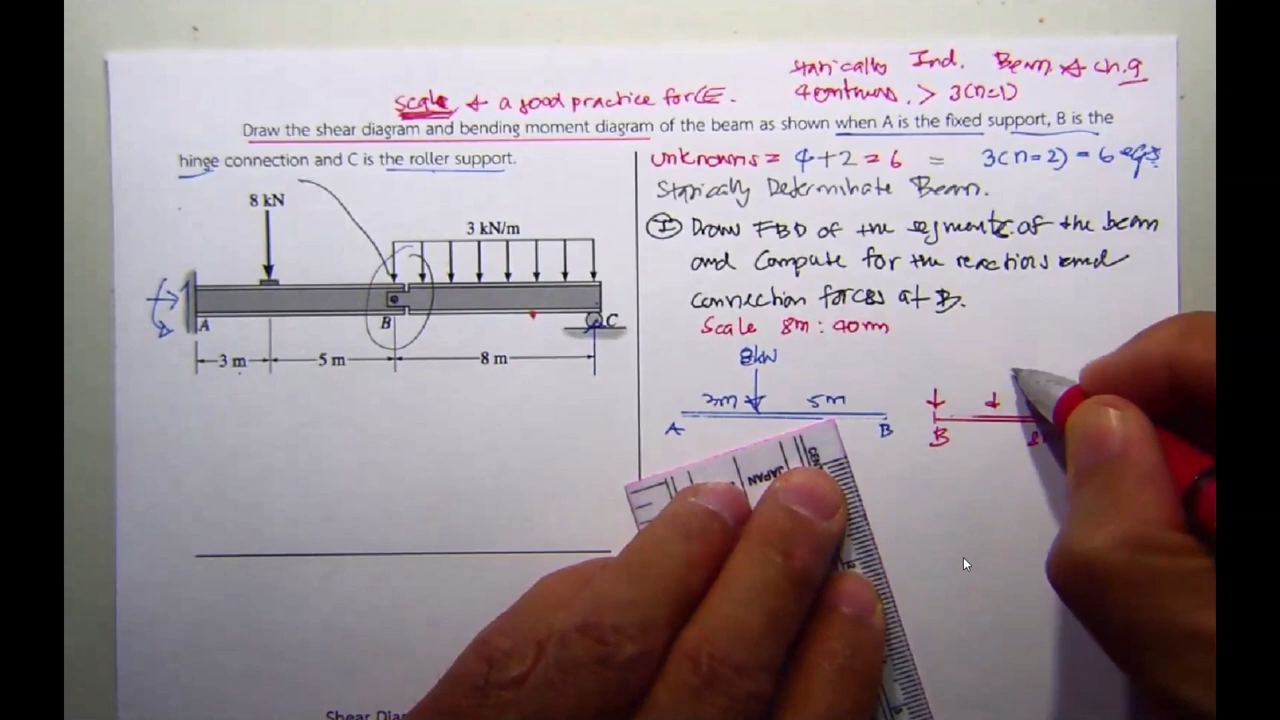 Statically Ind. Beam Ch.9
4 > 3(n=1)
scale a good practice for CE.
Draw the shear diagram and bending moment diagram of the beam as shown when A is the fixed support, B is the
hinge connection and C is the roller support.
8 kN
3 kN/m
A
B
C
3 m
5 m
8 m
unknowns = 4+2 = 6 = 3(n=2) = 6 eqs
Statically Determinate Beam.
I Draw FBD of the segments of the beam
and Compute for the reactions and
connection forces at B.
Scale 8m : 40mm
8kN
3m 5m
A B
B
JAPAN
Shear Dia